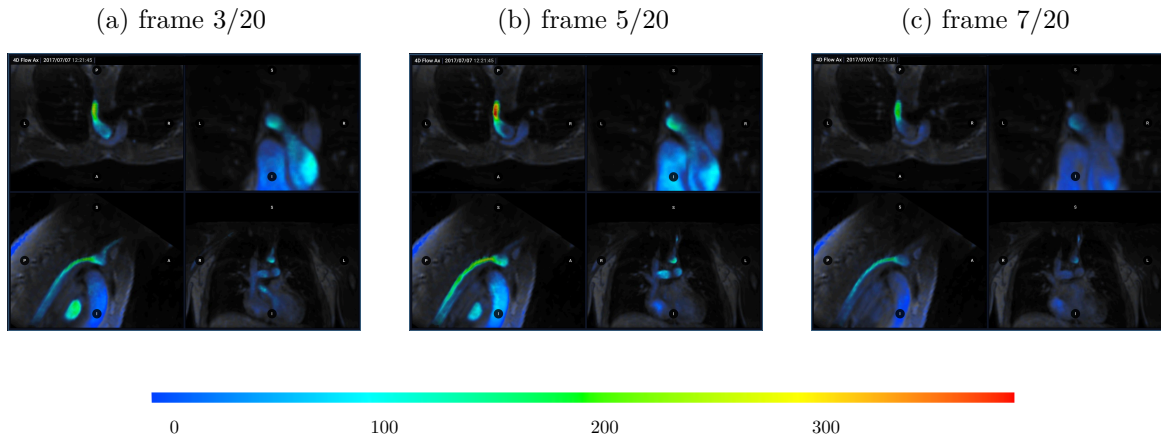 (a) frame 3/20
(b) frame 5/20
(c) frame 7/20
4D Flow Ax | 2017/07/07 12:21:45
4D Flow Ax | 2017/07/07 12:21:45
4D Flow Ax | 2017/07/07 12:21:45
P S P S P S
L R L R L R L R L R L R
A I A I A I
S S S S S S
P A R L P A R L P A R L
I I I I I I
0 100 200 300